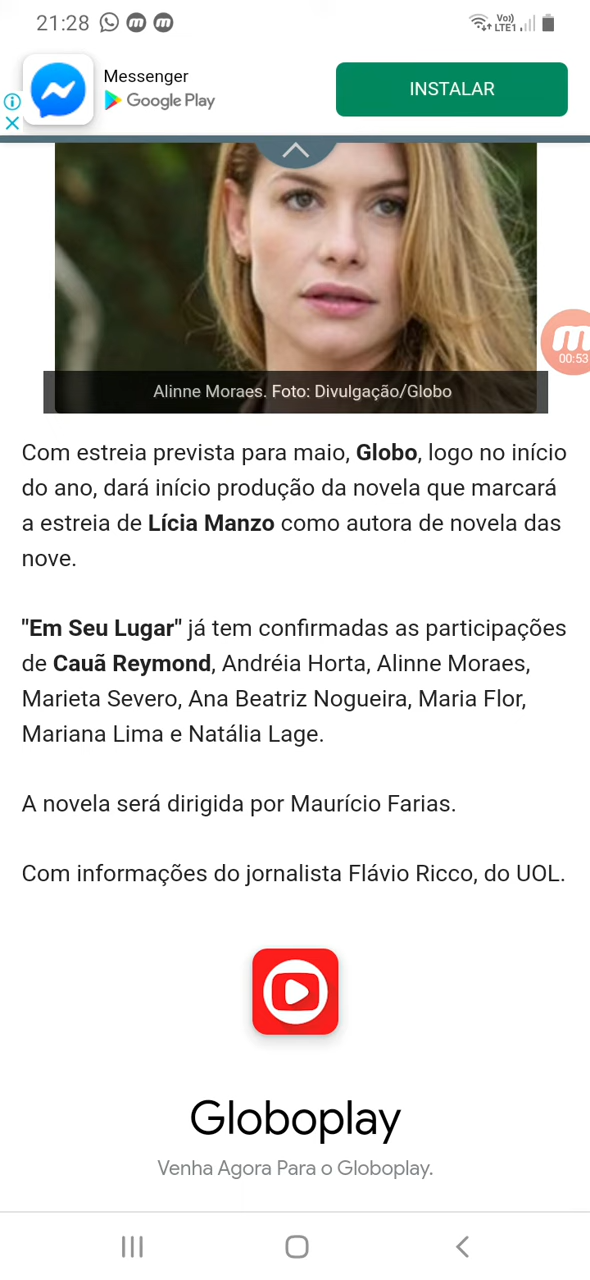 21:28
Vo))
LTE1
Messenger
Google Play
INSTALAR
Alinne Moraes. Foto: Divulgação/Globo
00:53
Com estreia prevista para maio, Globo, logo no início
do ano, dará início produção da novela que marcará
a estreia de Lícia Manzo como autora de novela das
nove.
"Em Seu Lugar" já tem confirmadas as participações
de Cauã Reymond, Andréia Horta, Alinne Moraes,
Marieta Severo, Ana Beatriz Nogueira, Maria Flor,
Mariana Lima e Natália Lage.
A novela será dirigida por Maurício Farias.
Com informações do jornalista Flávio Ricco, do UOL.
Globoplay
Venha Agora Para o Globoplay.